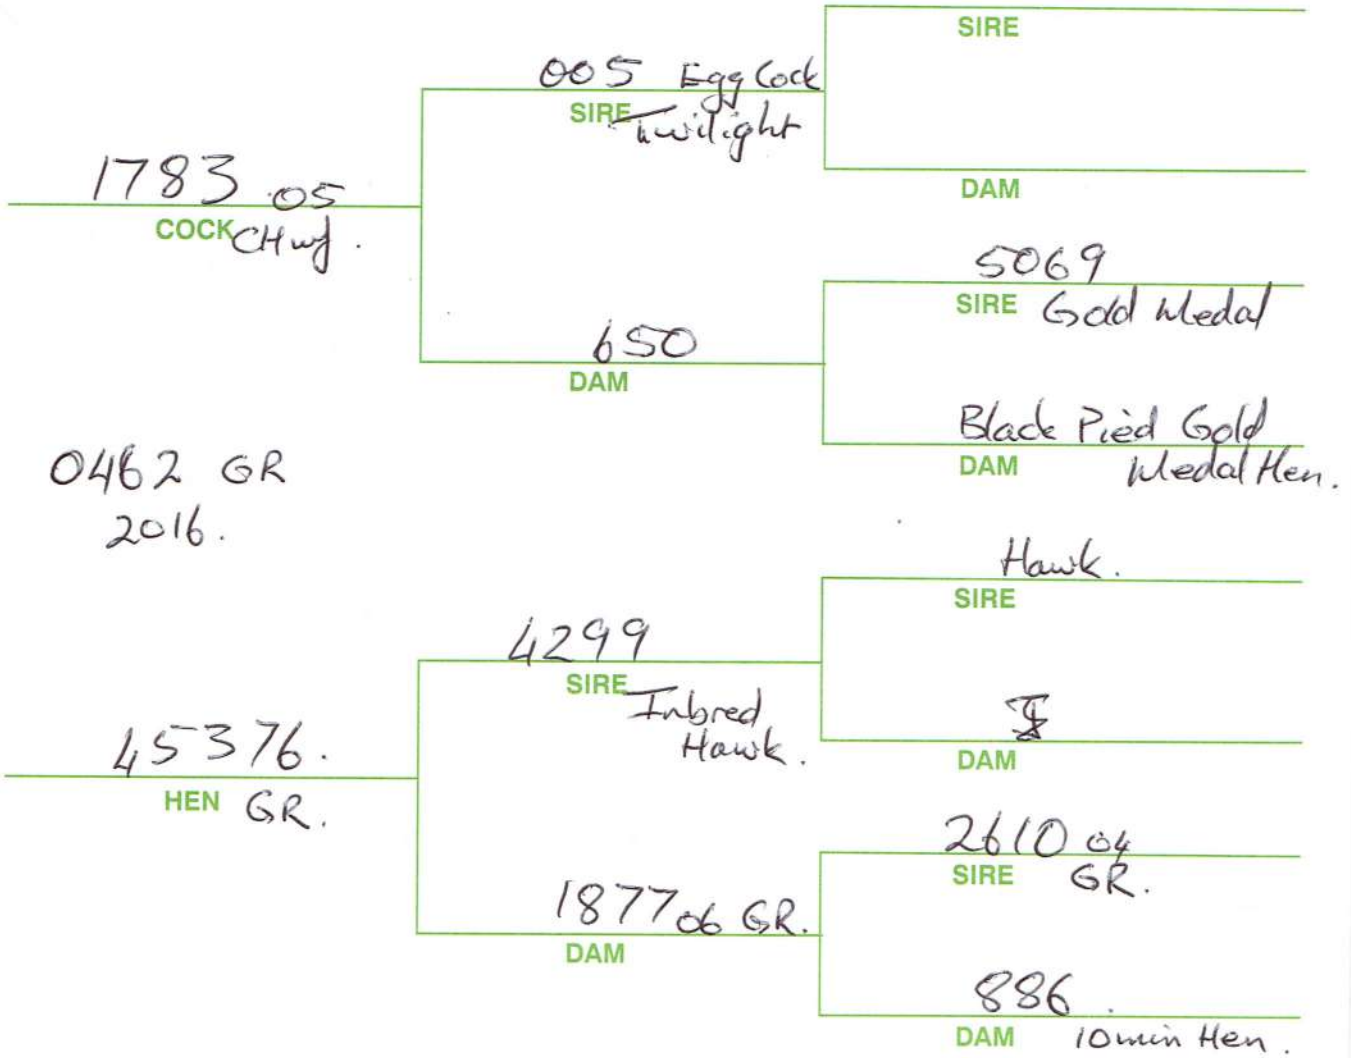 SIRE
005 Egg Cock
SIRE
Twilight
DAM
1783 05
COCK CHwf.
5069
SIRE Gold Medal
650
DAM
Black Pied Gold
DAM Medal Hen.
0462 GR
2016.
Hawk.
SIRE
4299
SIRE
Inbred
Hawk.
DAM
45376.
HEN GR.
2610 04
SIRE GR.
1877 06 GR.
DAM
886
DAM 10min Hen.